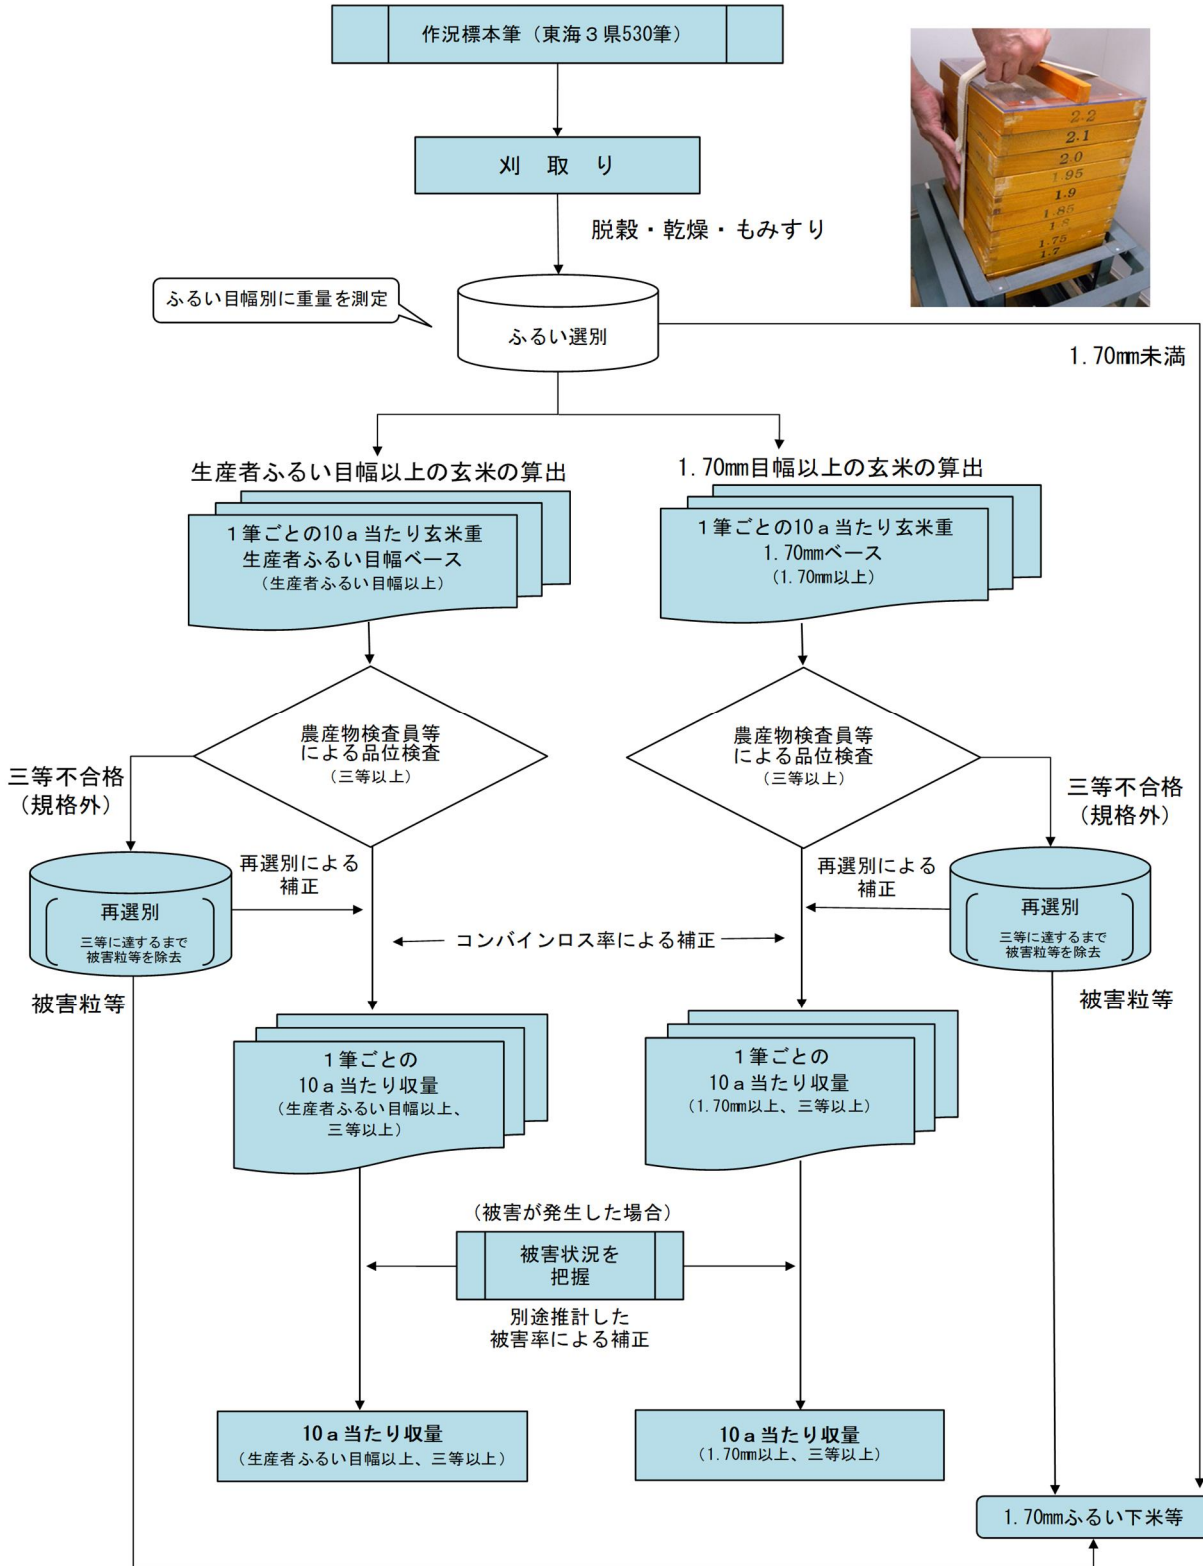 作況標本筆（東海３県530筆）
2.2
2.1
2.0
1.95
1.9
1.85
1.8
1.75
1.7
刈　取　り
脱穀・乾燥・もみすり
ふるい目幅別に重量を測定
ふるい選別
1.70㎜未満
生産者ふるい目幅以上の玄米の算出
1.70㎜目幅以上の玄米の算出
１筆ごとの10ａ当たり玄米重
生産者ふるい目幅ベース
（生産者ふるい目幅以上）
１筆ごとの10ａ当たり玄米重
1.70㎜ベース
（1.70㎜以上）
農産物検査員等
による品位検査
（三等以上）
農産物検査員等
による品位検査
（三等以上）
三等不合格
（規格外）
三等不合格
（規格外）
再選別による
補正
再選別による
補正
再選別
三等に達するまで
被害粒等を除去
再選別
三等に達するまで
被害粒等を除去
コンバインロス率による補正
被害粒等
被害粒等
１筆ごとの
10ａ当たり収量
（生産者ふるい目幅以上、
三等以上）
１筆ごとの
10ａ当たり収量
（1.70㎜以上、三等以上）
（被害が発生した場合）
被害状況を
把握
別途推計した
被害率による補正
10ａ当たり収量
（生産者ふるい目幅以上、三等以上）
10ａ当たり収量
（1.70㎜以上、三等以上）
1.70㎜ふるい下米等